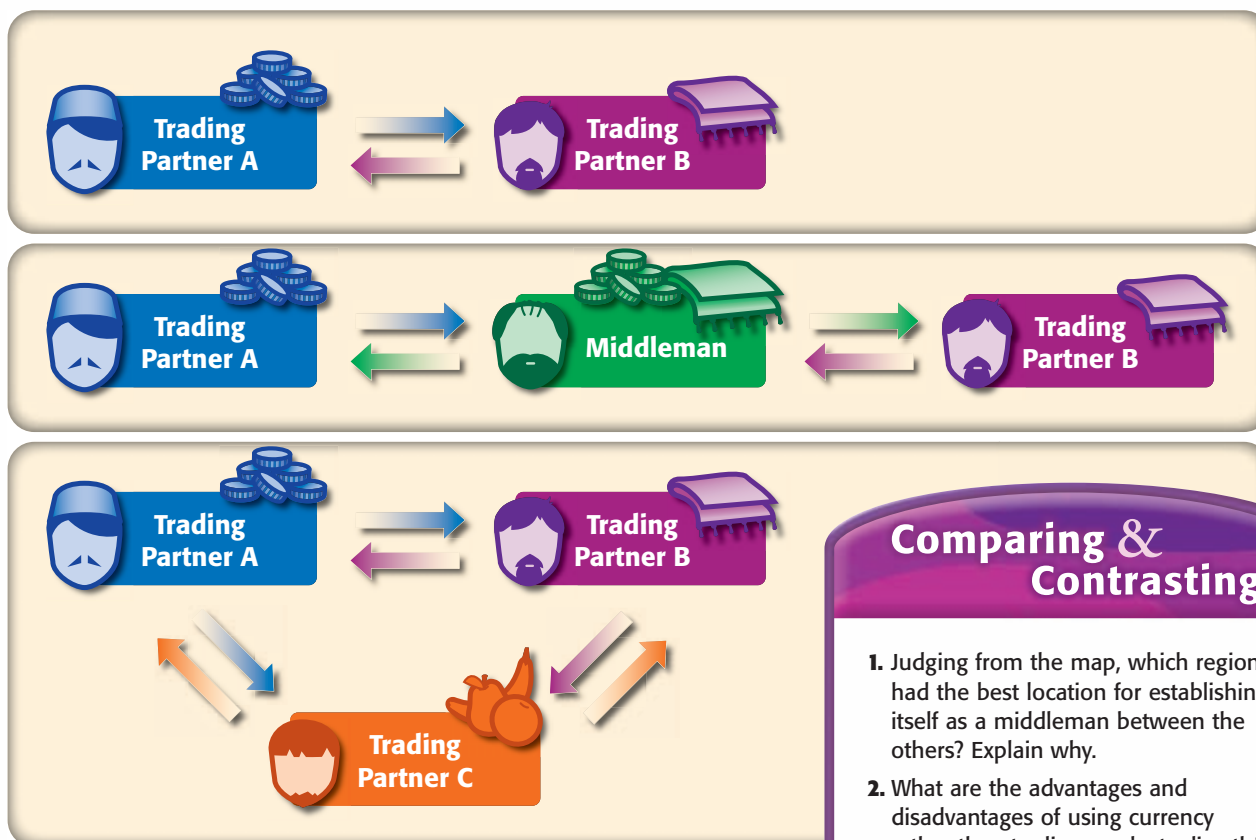 Trading
Partner A
Trading
Partner B
Trading
Partner A
Middleman
Trading
Partner B
Trading
Partner A
Trading
Partner B
Trading
Partner C
Comparing &
Contrasting
1. Judging from the map, which region
had the best location for establishin
itself as a middleman between the
others? Explain why.
2. What are the advantages and
disadvantages of using currency